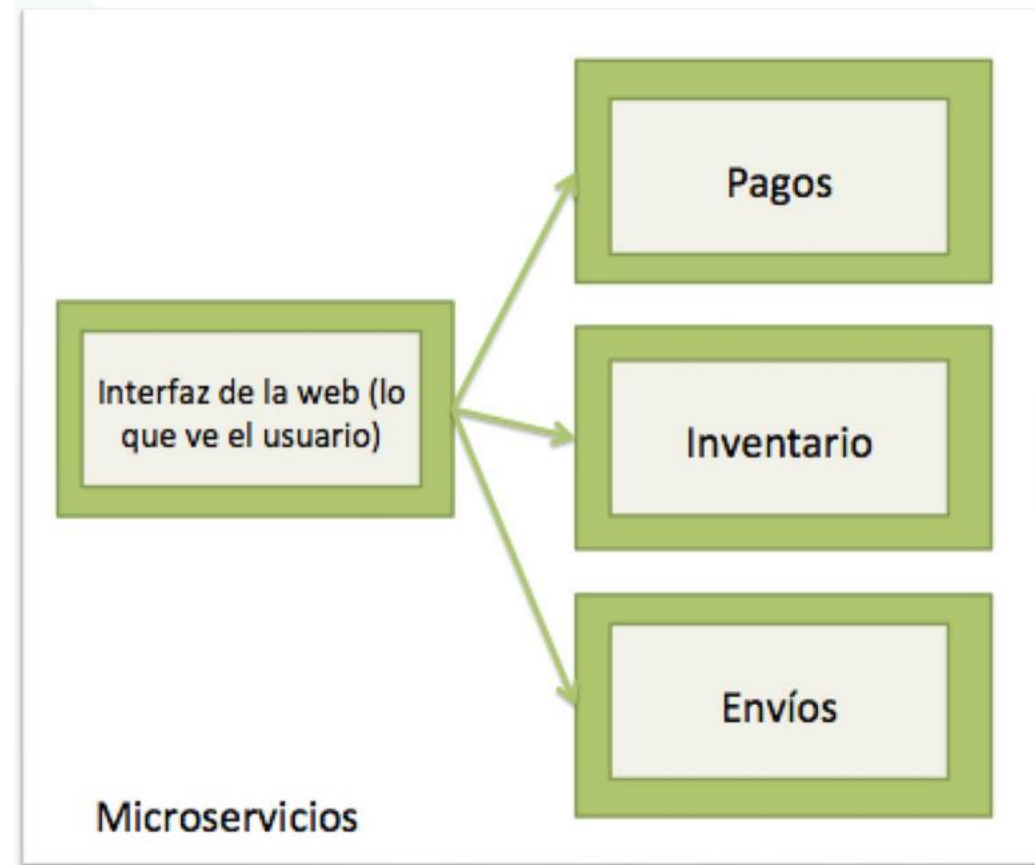 Pagos
Interfaz de la web (lo
que ve el usuario)
Inventario
Envíos
Microservicios